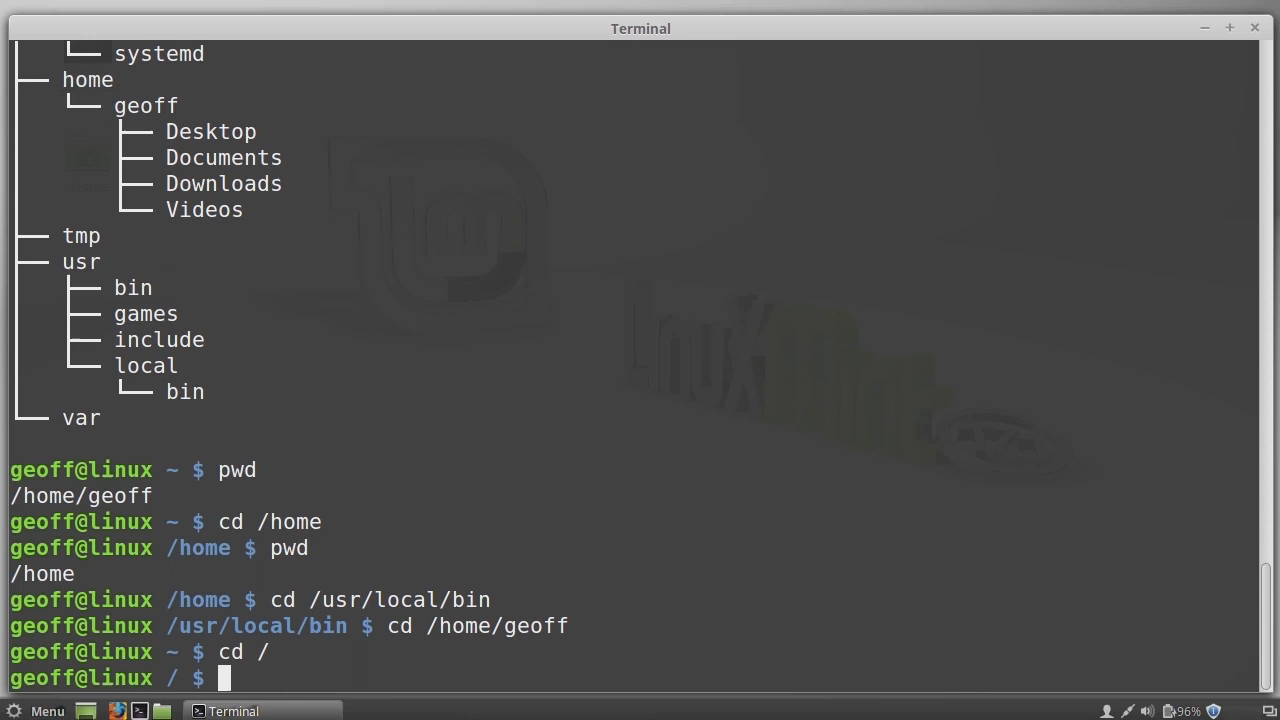 Terminal
└── systemd
├── home
└── geoff
├── Desktop
├── Documents
├── Downloads
└── Videos
├── tmp
├── usr
├── bin
├── games
├── include
└── local
└── bin
└── var
geoff@linux ~ $ pwd
/home/geoff
geoff@linux ~ $ cd /home
geoff@linux /home $ pwd
/home
geoff@linux /home $ cd /usr/local/bin
geoff@linux /usr/local/bin $ cd /home/geoff
geoff@linux ~ $ cd /
geoff@linux / $
Menu Terminal 96%